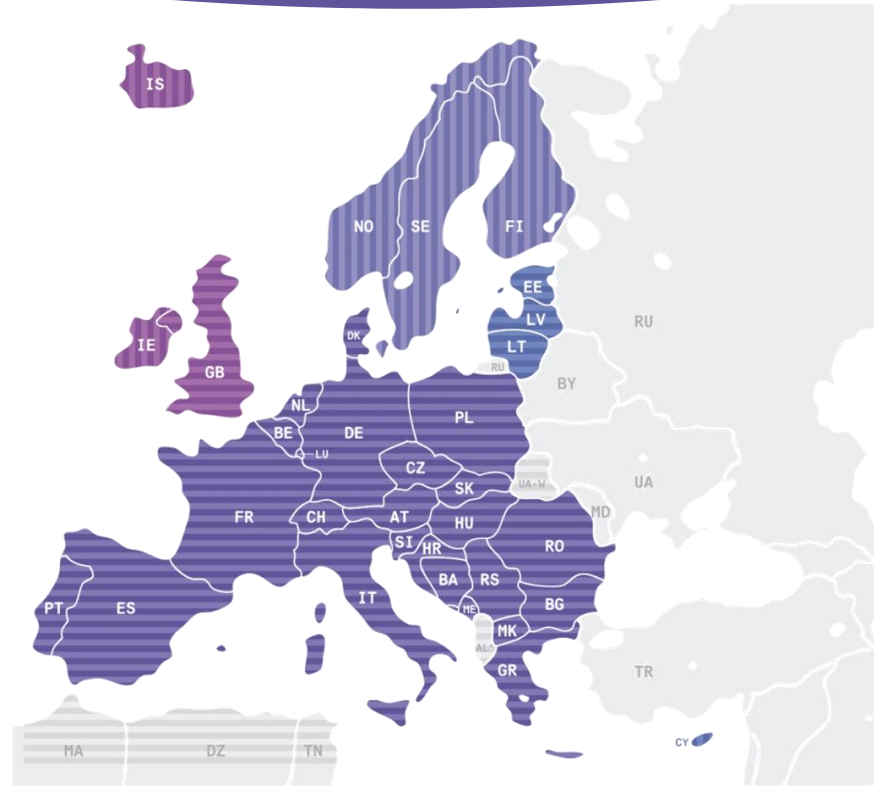 IS
NO
SE
FI
EE
RU
LV
DK
IE
LT
RU
GB
BY
NL
PL
BE
DE
LU
CZ
UA
UA-W
SK
MD
FR
CH
AT
HU
SI
HR
RO
BA
RS
IT
BG
PT
ES
ME
MK
AL*
GR
TR
CY
MA
DZ
TN